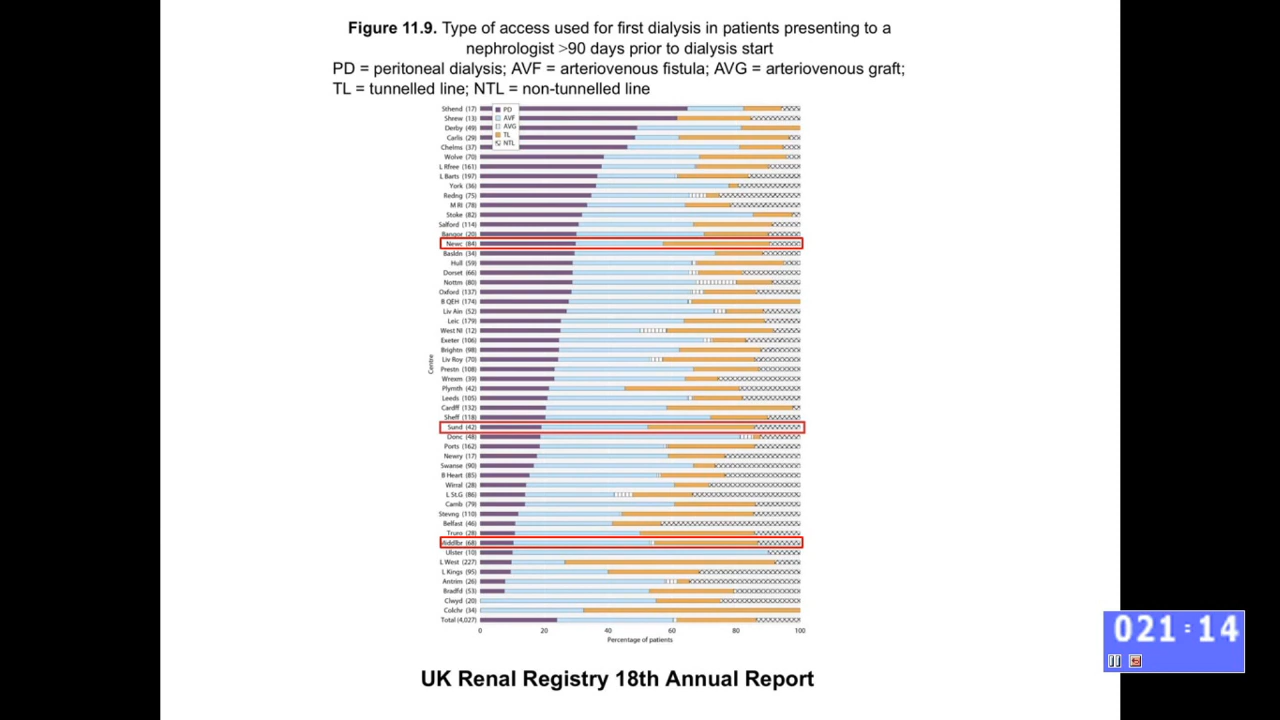 Figure 11.9. Type of access used for first dialysis in patients presenting to a
nephrologist >90 days prior to dialysis start
PD = peritoneal dialysis; AVF = arteriovenous fistula; AVG = arteriovenous graft;
TL = tunnelled line; NTL = non-tunnelled line
PD
AVF
AVG
TL
NTL
Centre
Sthend (17)
Shrew (13)
Derby (49)
Carlis (29)
Chelms (37)
Wolve (70)
L Rfree (161)
L Barts (197)
York (36)
Redng (75)
M RI (78)
Stoke (82)
Salford (114)
Bangor (20)
Newc (84)
Basldn (34)
Hull (59)
Dorset (66)
Nottm (80)
Oxford (137)
B QEH (174)
Liv Ain (52)
Leic (179)
West NI (12)
Exeter (106)
Brightn (98)
Liv Roy (70)
Prestn (108)
Wrexm (39)
Plymth (42)
Leeds (105)
Cardff (132)
Sheff (118)
Sund (42)
Donc (48)
Ports (162)
Newry (17)
Swanse (90)
B Heart (85)
Wirral (28)
L St.G (86)
Camb (79)
Stevng (110)
Belfast (46)
Truro (28)
Middlbr (68)
Ulster (10)
L West (227)
L Kings (95)
Antrim (26)
Bradfd (53)
Clwyd (20)
Colchr (34)
Total (4,027)
0 20 40 60 80 100
Percentage of patients
UK Renal Registry 18th Annual Report
021:14